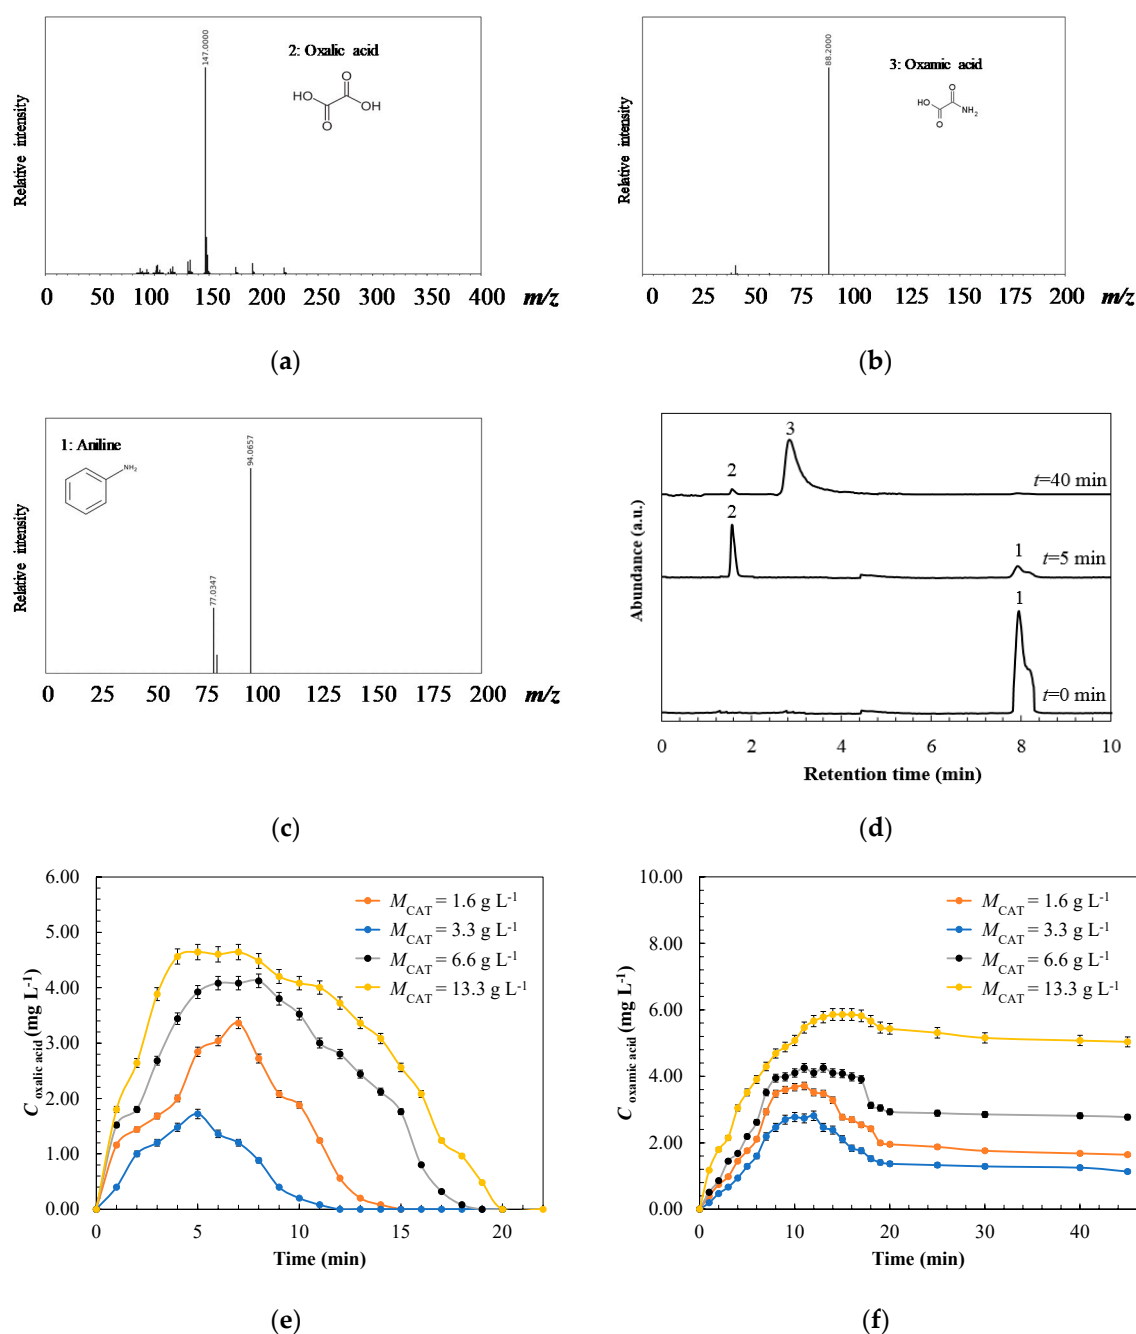 147.0000
2: Oxalic acid
O
HO
OH
O
Relative intensity
0 50 100 150 200 250 300 350 400 m/z
(a)
88.2000
3: Oxamic acid
O
HO
NH2
O
Relative intensity
0 25 50 75 100 125 150 175 200 m/z
(b)
1: Aniline
NH2
94.0657
77.0347
Relative intensity
0 25 50 75 100 125 150 175 200 m/z
(c)
3
2
t=40 min
2
1
t=5 min
1
t=0 min
Abundance (a.u.)
0 2 4 6 8 10
Retention time (min)
(d)
6.00
5.00
4.00
3.00
2.00
1.00
0.00
C oxalic acid (mg L-1)
MCAT = 1.6 g L-1
MCAT = 3.3 g L-1
MCAT = 6.6 g L-1
MCAT = 13.3 g L-1
0 5 10 15 20
Time (min)
(e)
10.00
8.00
6.00
4.00
2.00
0.00
C oxamic acid (mg L-1)
MCAT = 1.6 g L-1
MCAT = 3.3 g L-1
MCAT = 6.6 g L-1
MCAT = 13.3 g L-1
0 10 20 30 40
Time (min)
(f)